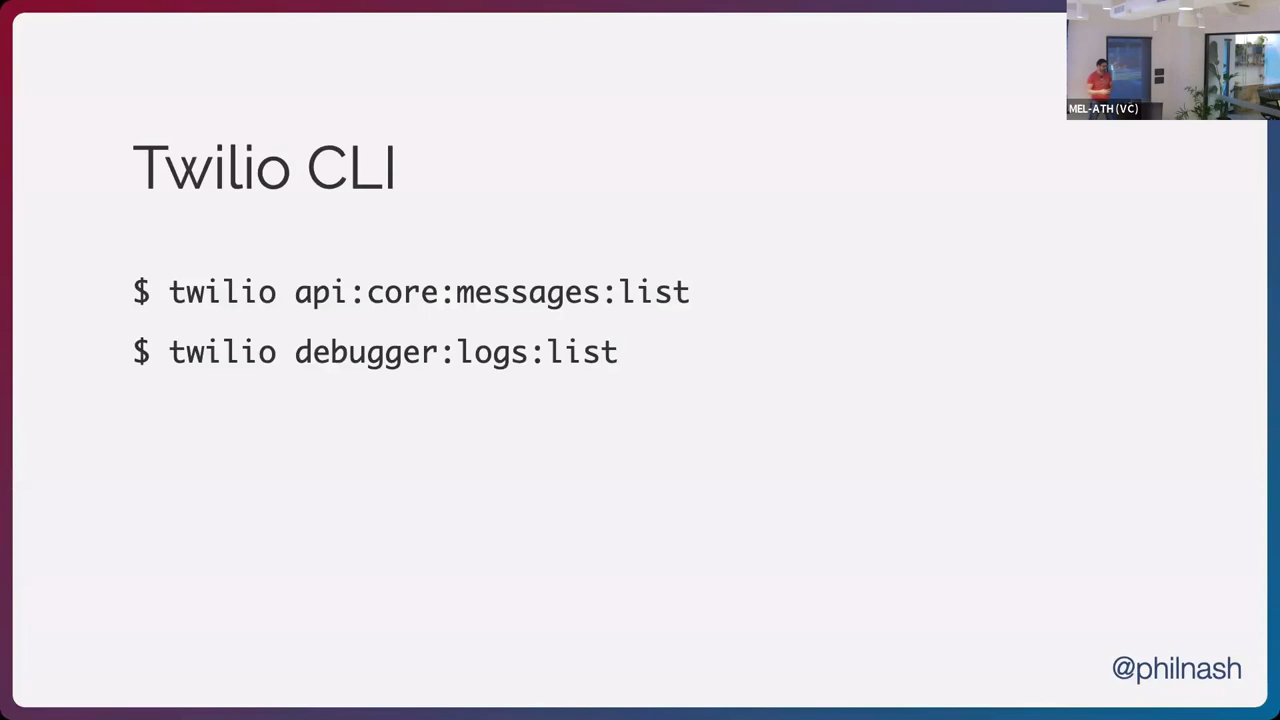 MEL-ATH (VC)
Twilio CLI
$ twilio api:core:messages:list
$ twilio debugger:logs:list
@philnash